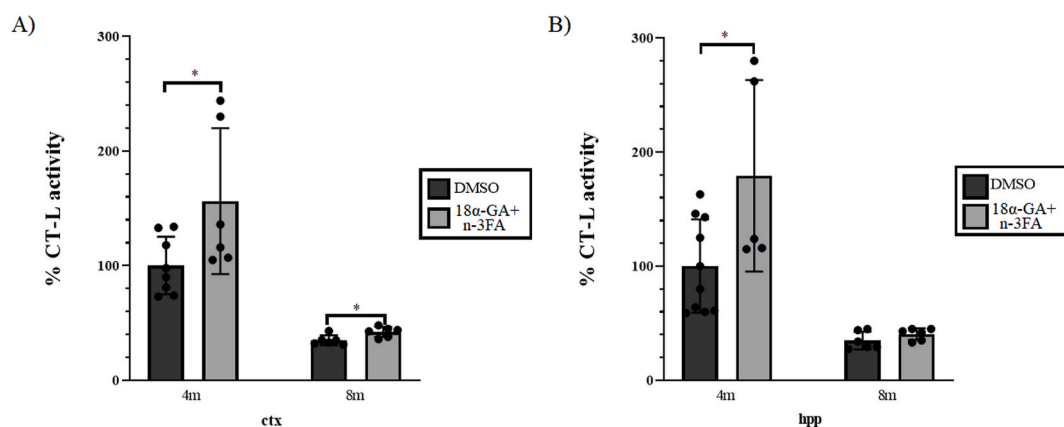 A)
% CT-L activity
300
200
100
0
*
*
4m
8m
ctx
DMSO
18α-GA+
n-3FA
B)
% CT-L activity
300
200
100
0
*
4m
8m
hpp
DMSO
18α-GA+
n-3FA